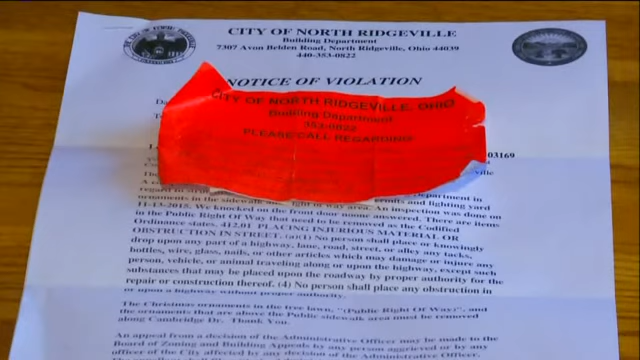 CITY OF NORTH RIDGEVILLE
Building Department
7307 Avon Belden Road, North Ridgeville, Ohio 44039
440-353-0822
NOTICE OF VIOLATION
CITY OF NORTH RIDGEVILLE, OHIO
Building Department
353-0822
PLEASE CALL REGARDING
03169
ville
Department in
permits and lighting yard
ornaments in the sidewalk and right of way area. An inspection was done on
11-13-2015. We knocked on the front door noone answered. There are items
in the Public Right Of Way that need to be removed as the Codified
Ordinance states. 412.01 PLACING INJURIOUS MATERIAL OR
OBSTRUCTION IN STREET. (a)(1) No person shall place or knowingly
drop upon any part of a highway, lane, road, street, or alley any tacks,
bottles, wire, glass, nails, or other articles which may damage or injure any
person, vehicle, or animal traveling along or upon the highway, except such
substances that may be placed upon the roadway by proper authority for the
repair or construction thereof. (4) No person shall place any obstruction in
or upon a highway without proper authority.
The Christmas ornaments in the tree lawn, "(Public Right Of Way)", and
the ornaments that are above the Public sidewalk area must be removed
along Cambridge Dr. Thank You.
An appeal from a decision of the Administrative Officer may be made to the
Board of Zoning and Building Appeals by any person aggrieved or by any
officer of the City affected by any decision of the Administrative Officer.